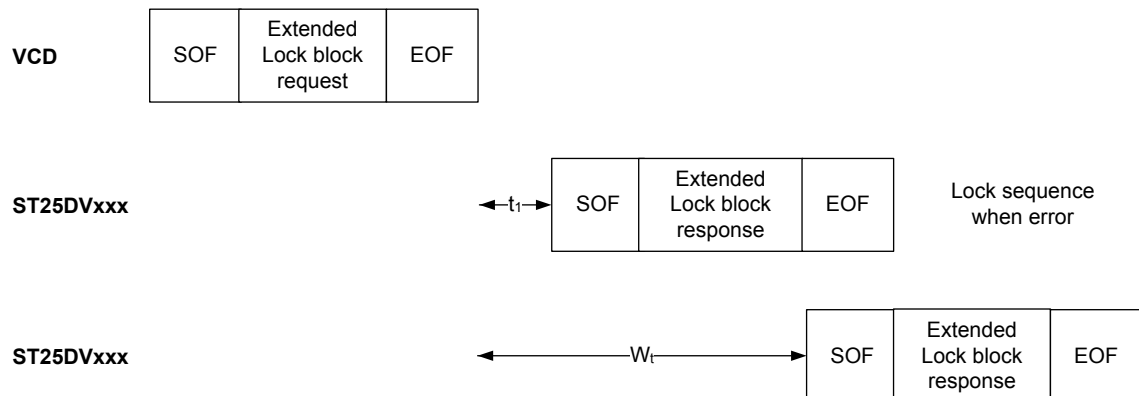 VCD
SOF
Extended
Lock block
request
EOF
ST25DVxxx
t1
SOF
Extended
Lock block
response
EOF
Lock sequence
when error
ST25DVxxx
Wt
SOF
Extended
Lock block
response
EOF